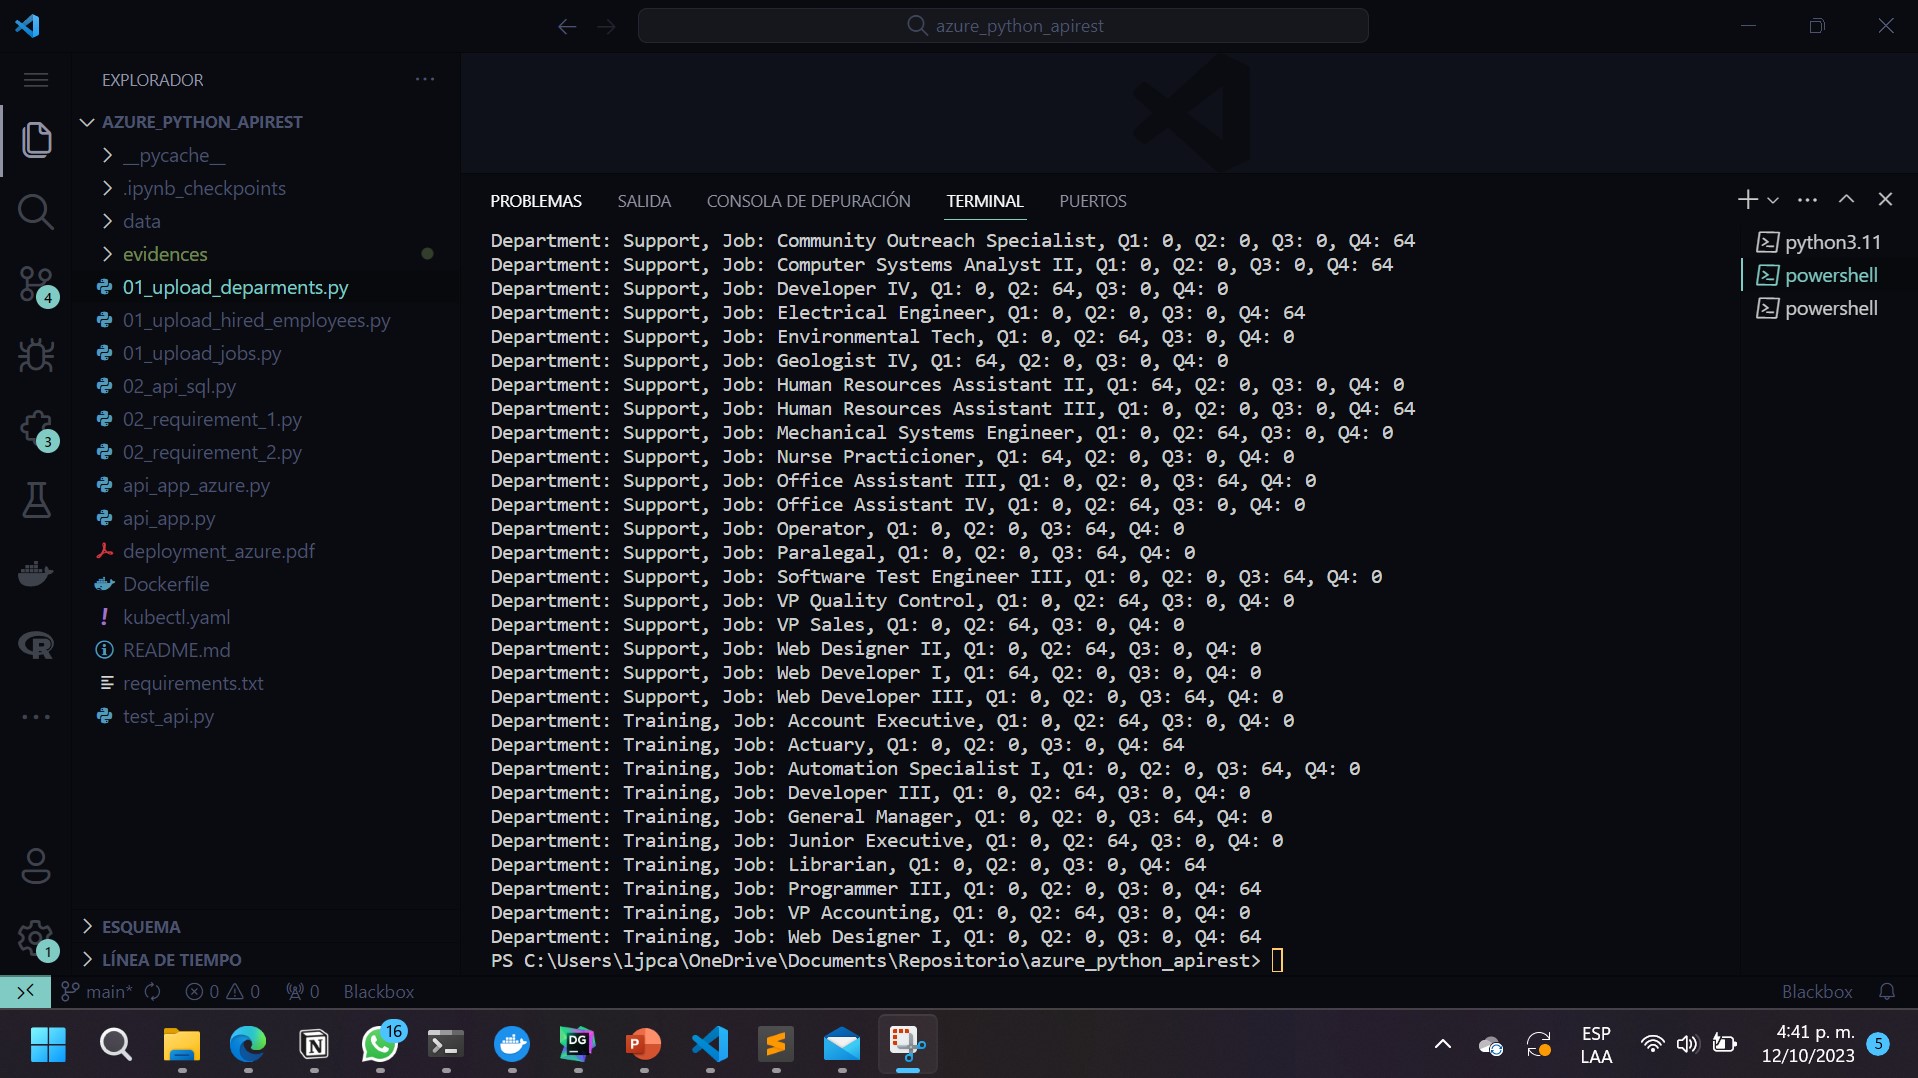 azure_python_apirest
EXPLORADOR
AZURE_PYTHON_APIREST
__pycache__
.ipynb_checkpoints
data
evidences
01_upload_deparments.py
01_upload_hired_employees.py
01_upload_jobs.py
02_api_sql.py
02_requirement_1.py
02_requirement_2.py
api_app_azure.py
api_app.py
deployment_azure.pdf
Dockerfile
kubectl.yaml
README.md
requirements.txt
test_api.py
ESQUEMA
LÍNEA DE TIEMPO
4
3
1
PROBLEMAS SALIDA CONSOLA DE DEPURACIÓN TERMINAL PUERTOS
Department: Support, Job: Community Outreach Specialist, Q1: 0, Q2: 0, Q3: 0, Q4: 64
Department: Support, Job: Computer Systems Analyst II, Q1: 0, Q2: 0, Q3: 0, Q4: 64
Department: Support, Job: Developer IV, Q1: 0, Q2: 64, Q3: 0, Q4: 0
Department: Support, Job: Electrical Engineer, Q1: 0, Q2: 0, Q3: 0, Q4: 64
Department: Support, Job: Environmental Tech, Q1: 0, Q2: 64, Q3: 0, Q4: 0
Department: Support, Job: Geologist IV, Q1: 64, Q2: 0, Q3: 0, Q4: 0
Department: Support, Job: Human Resources Assistant II, Q1: 64, Q2: 0, Q3: 0, Q4: 0
Department: Support, Job: Human Resources Assistant III, Q1: 0, Q2: 0, Q3: 0, Q4: 64
Department: Support, Job: Mechanical Systems Engineer, Q1: 0, Q2: 64, Q3: 0, Q4: 0
Department: Support, Job: Nurse Practicioner, Q1: 64, Q2: 0, Q3: 0, Q4: 0
Department: Support, Job: Office Assistant III, Q1: 0, Q2: 0, Q3: 64, Q4: 0
Department: Support, Job: Office Assistant IV, Q1: 0, Q2: 64, Q3: 0, Q4: 0
Department: Support, Job: Operator, Q1: 0, Q2: 0, Q3: 64, Q4: 0
Department: Support, Job: Paralegal, Q1: 0, Q2: 0, Q3: 64, Q4: 0
Department: Support, Job: Software Test Engineer III, Q1: 0, Q2: 0, Q3: 64, Q4: 0
Department: Support, Job: VP Quality Control, Q1: 0, Q2: 64, Q3: 0, Q4: 0
Department: Support, Job: VP Sales, Q1: 0, Q2: 64, Q3: 0, Q4: 0
Department: Support, Job: Web Designer II, Q1: 0, Q2: 64, Q3: 0, Q4: 0
Department: Support, Job: Web Developer I, Q1: 64, Q2: 0, Q3: 0, Q4: 0
Department: Support, Job: Web Developer III, Q1: 0, Q2: 0, Q3: 64, Q4: 0
Department: Training, Job: Account Executive, Q1: 0, Q2: 64, Q3: 0, Q4: 0
Department: Training, Job: Actuary, Q1: 0, Q2: 0, Q3: 0, Q4: 64
Department: Training, Job: Automation Specialist I, Q1: 0, Q2: 0, Q3: 64, Q4: 0
Department: Training, Job: Developer III, Q1: 0, Q2: 64, Q3: 0, Q4: 0
Department: Training, Job: General Manager, Q1: 0, Q2: 0, Q3: 64, Q4: 0
Department: Training, Job: Junior Executive, Q1: 0, Q2: 64, Q3: 0, Q4: 0
Department: Training, Job: Librarian, Q1: 0, Q2: 0, Q3: 0, Q4: 64
Department: Training, Job: Programmer III, Q1: 0, Q2: 0, Q3: 0, Q4: 64
Department: Training, Job: VP Accounting, Q1: 0, Q2: 64, Q3: 0, Q4: 0
Department: Training, Job: Web Designer I, Q1: 0, Q2: 0, Q3: 0, Q4: 64
PS C:\Users\ljpca\OneDrive\Documents\Repositorio\azure_python_apirest>
python3.11
powershell
powershell
main* 0 0 0 Blackbox Blackbox
16
DG
P
ESP
LAA
4:41 p. m.
12/10/2023
5